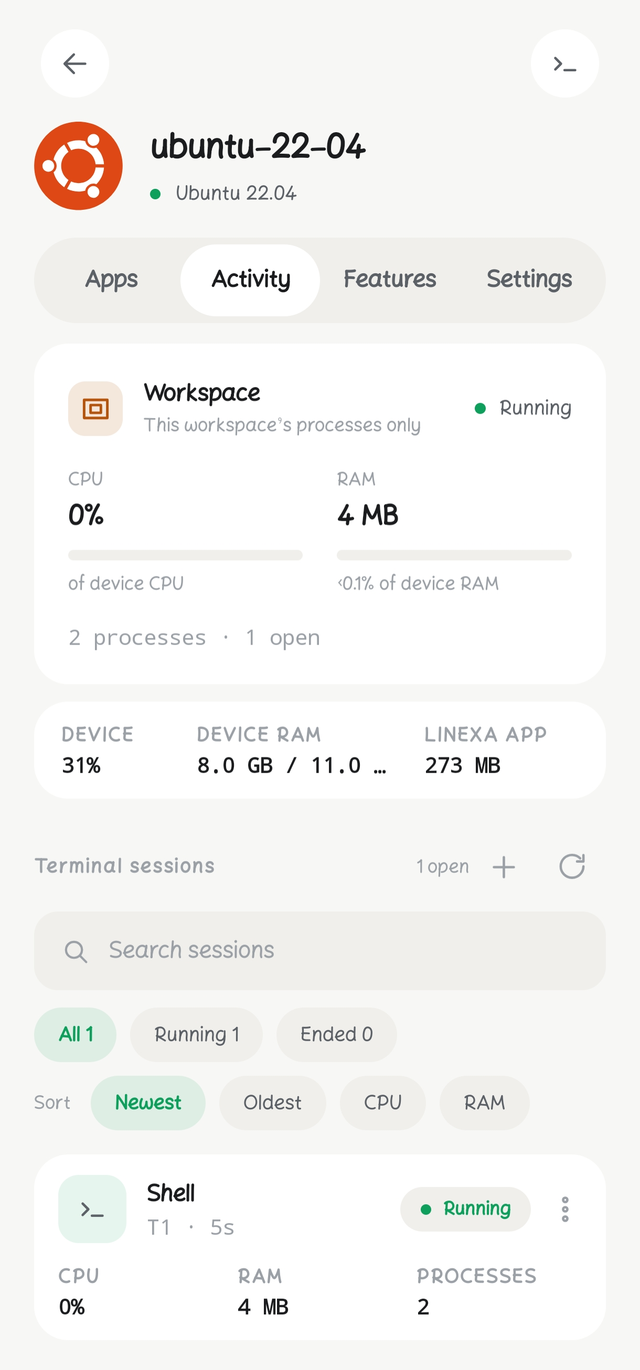 ubuntu-22-04
Ubuntu 22.04
Apps Activity Features Settings
Workspace
This workspace's processes only
Running
CPU RAM
0% 4 MB
of device CPU <0.1% of device RAM
2 processes · 1 open
DEVICE DEVICE RAM LINEXA APP
31% 8.0 GB / 11.0 … 273 MB
Terminal sessions 1 open
Search sessions
All 1 Running 1 Ended 0
Sort Newest Oldest CPU RAM
Shell
T1 · 5s
Running
CPU RAM PROCESSES
0% 4 MB 2